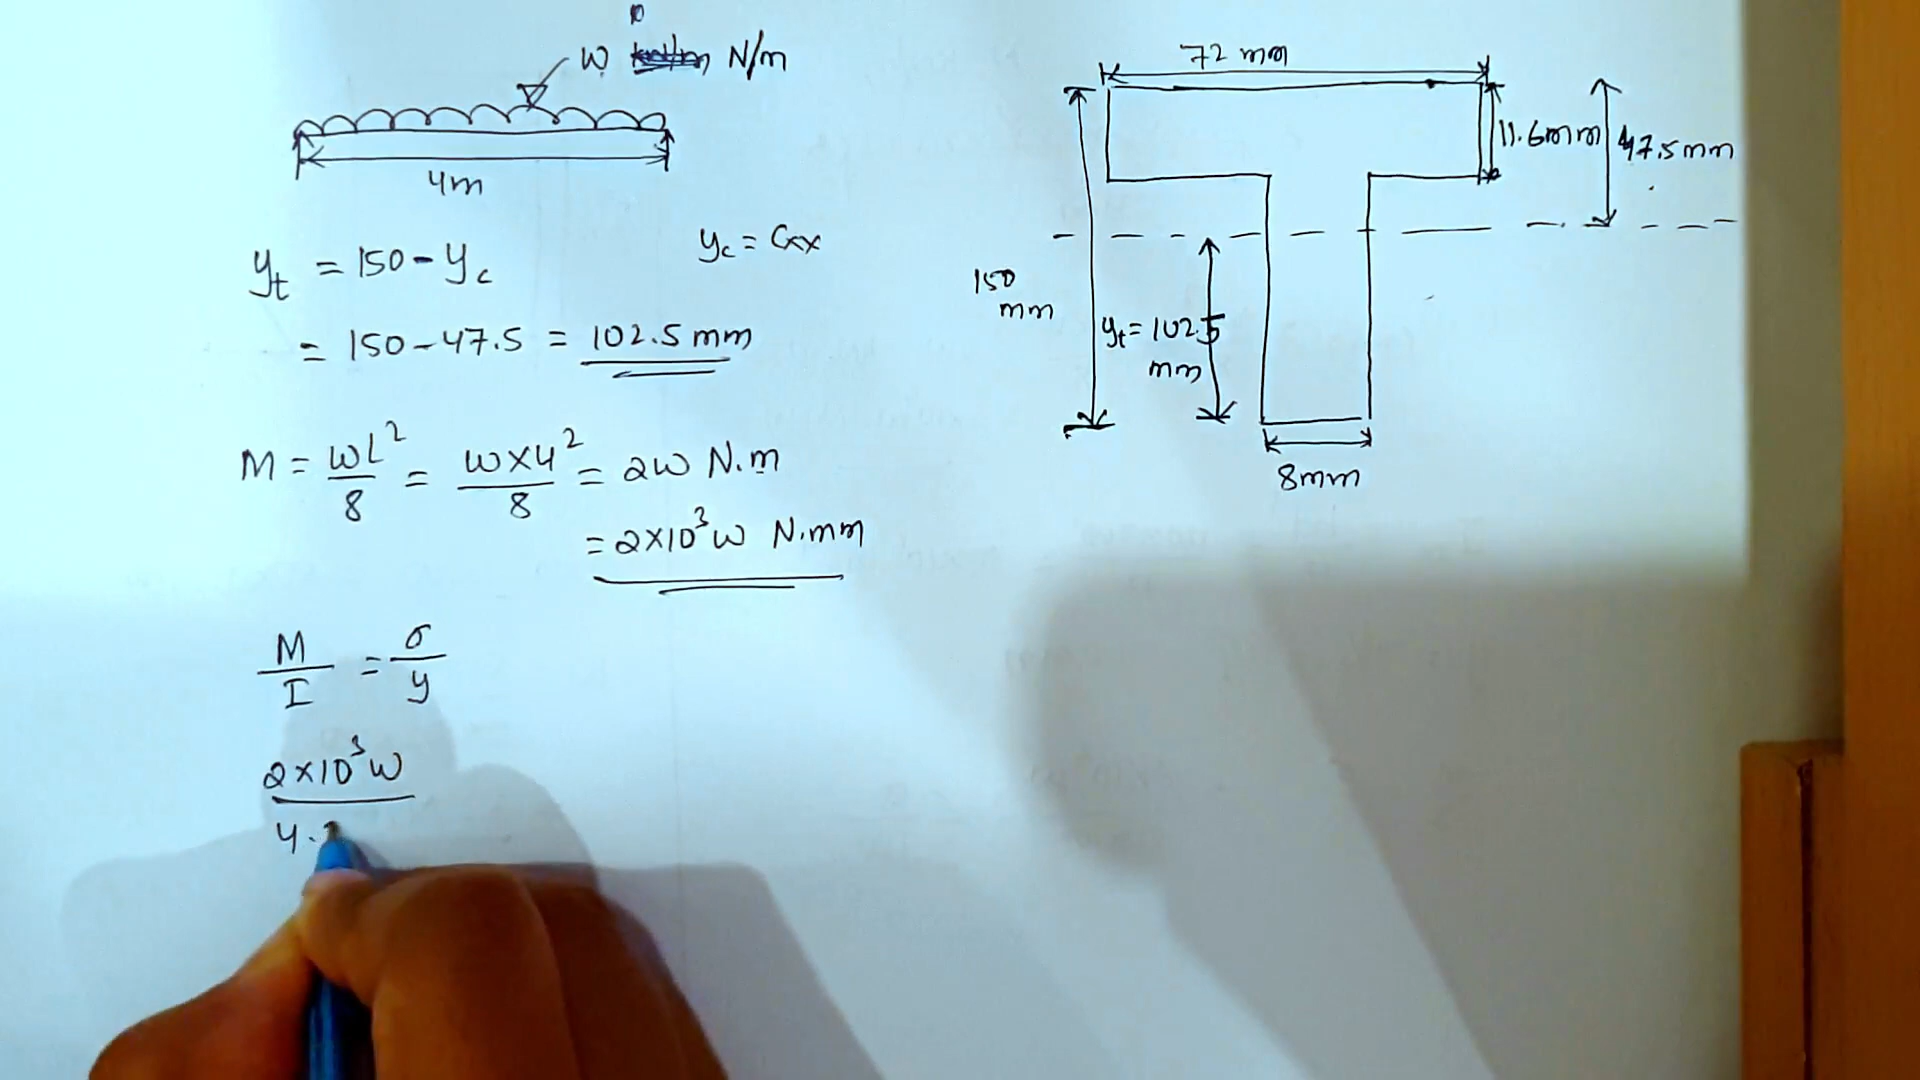 w N/m
4m
yt = 150 - yc
yc = Cxx
= 150 - 47.5 = 102.5 mm
M = wL²/8 = w×4²/8 = 2w N.m
= 2×10³w N.mm
M/I = σ/y
2×10³w
4.
72 mm
11.6mm
47.5mm
150 mm
yt = 102.5 mm
8mm